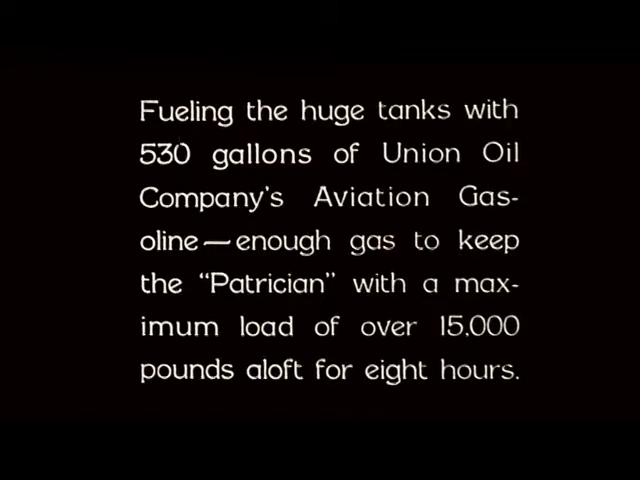 Fueling the huge tanks with
530 gallons of Union Oil
Company's Aviation Gas-
oline—enough gas to keep
the "Patrician" with a max-
imum load of over 15,000
pounds aloft for eight hours.